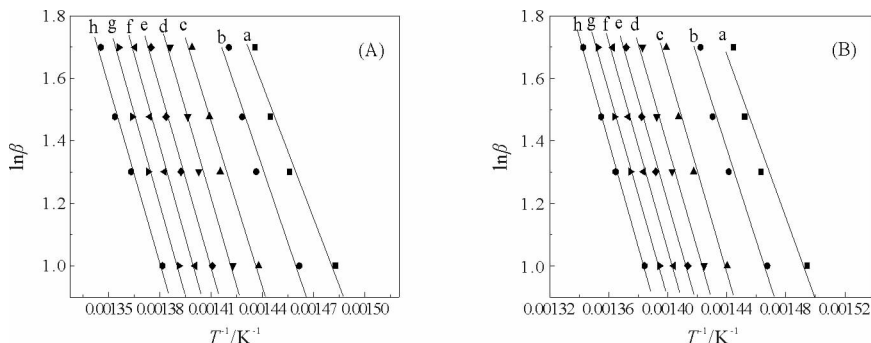 h g f e d c b a
(A)
1.8
1.6
1.4
1.2
1.0
lnβ
0.00135 0.00138 0.00141 0.00144 0.00147 0.00150
T⁻¹/K⁻¹
h g f e d c b a
(B)
1.8
1.6
1.4
1.2
1.0
lnβ
0.00132 0.00136 0.00140 0.00144 0.00148 0.00152
T⁻¹/K⁻¹